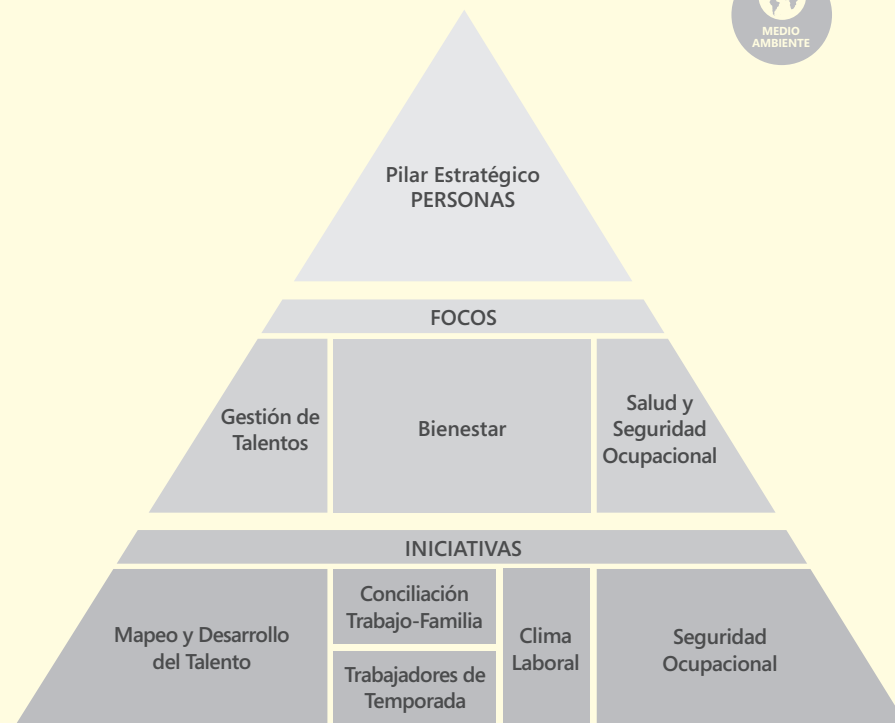 MEDIO
AMBIENTE
Pilar Estratégico
PERSONAS
FOCOS
Gestión de
Talentos
Bienestar
Salud y
Seguridad
Ocupacional
INICIATIVAS
Mapeo y Desarrollo
del Talento
Conciliación
Trabajo-Familia
Trabajadores de
Temporada
Clima
Laboral
Seguridad
Ocupacional